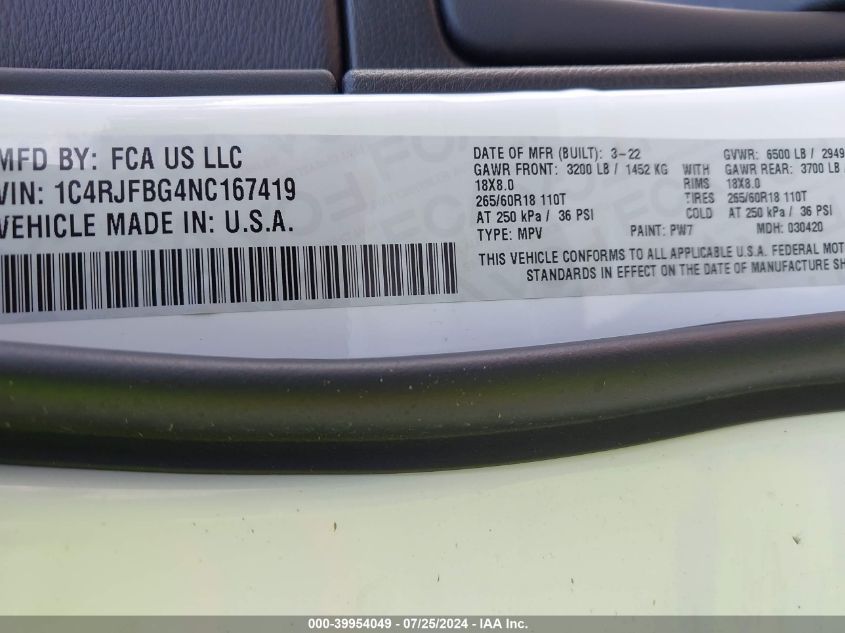 MFD BY: FCA US LLC
VIN: 1C4RJFBG4NC167419
VEHICLE MADE IN: U.S.A.
DATE OF MFR (BUILT): 3-22 GVWR: 6500 LB / 2949
GAWR FRONT: 3200 LB / 1452 KG WITH GAWR REAR: 3700 LB /
18X8.0 RIMS 18X8.0
265/60R18 110T TIRES 265/60R18 110T
AT 250 kPa / 36 PSI COLD AT 250 kPa / 36 PSI
TYPE: MPV PAINT: PW7 MDH: 030420
THIS VEHICLE CONFORMS TO ALL APPLICABLE U.S.A. FEDERAL MOT
STANDARDS IN EFFECT ON THE DATE OF MANUFACTURE SH
000-39954049 - 07/25/2024 - IAA Inc.